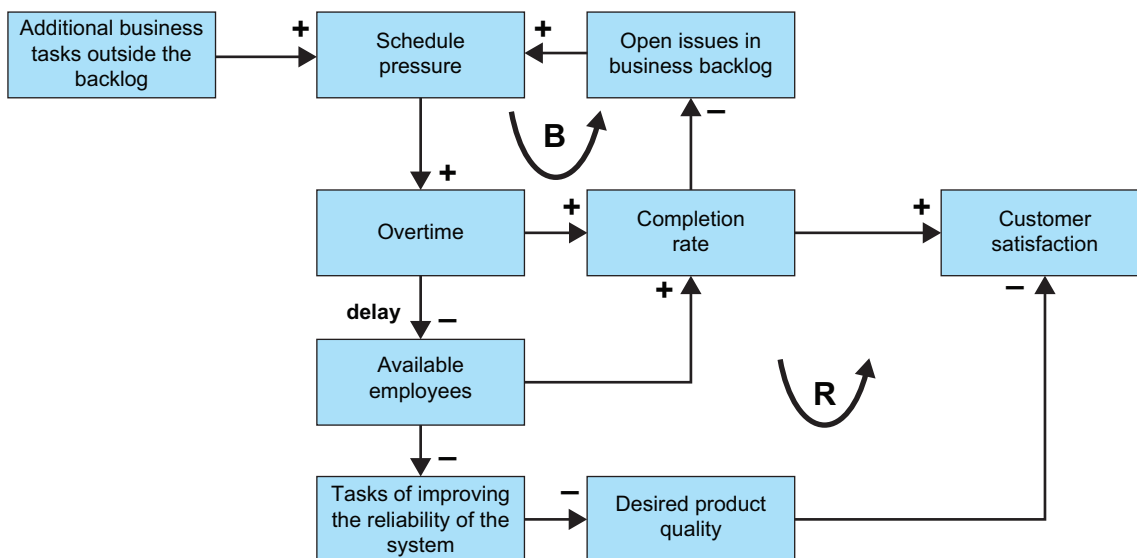 Additional business
tasks outside the
backlog
+
Schedule
pressure
+
Open issues in
business backlog
B
–
+
Overtime
+
Completion
rate
+
Customer
satisfaction
delay
–
+
–
Available
employees
R
–
Tasks of improving
the reliability of the
system
–
Desired product
quality